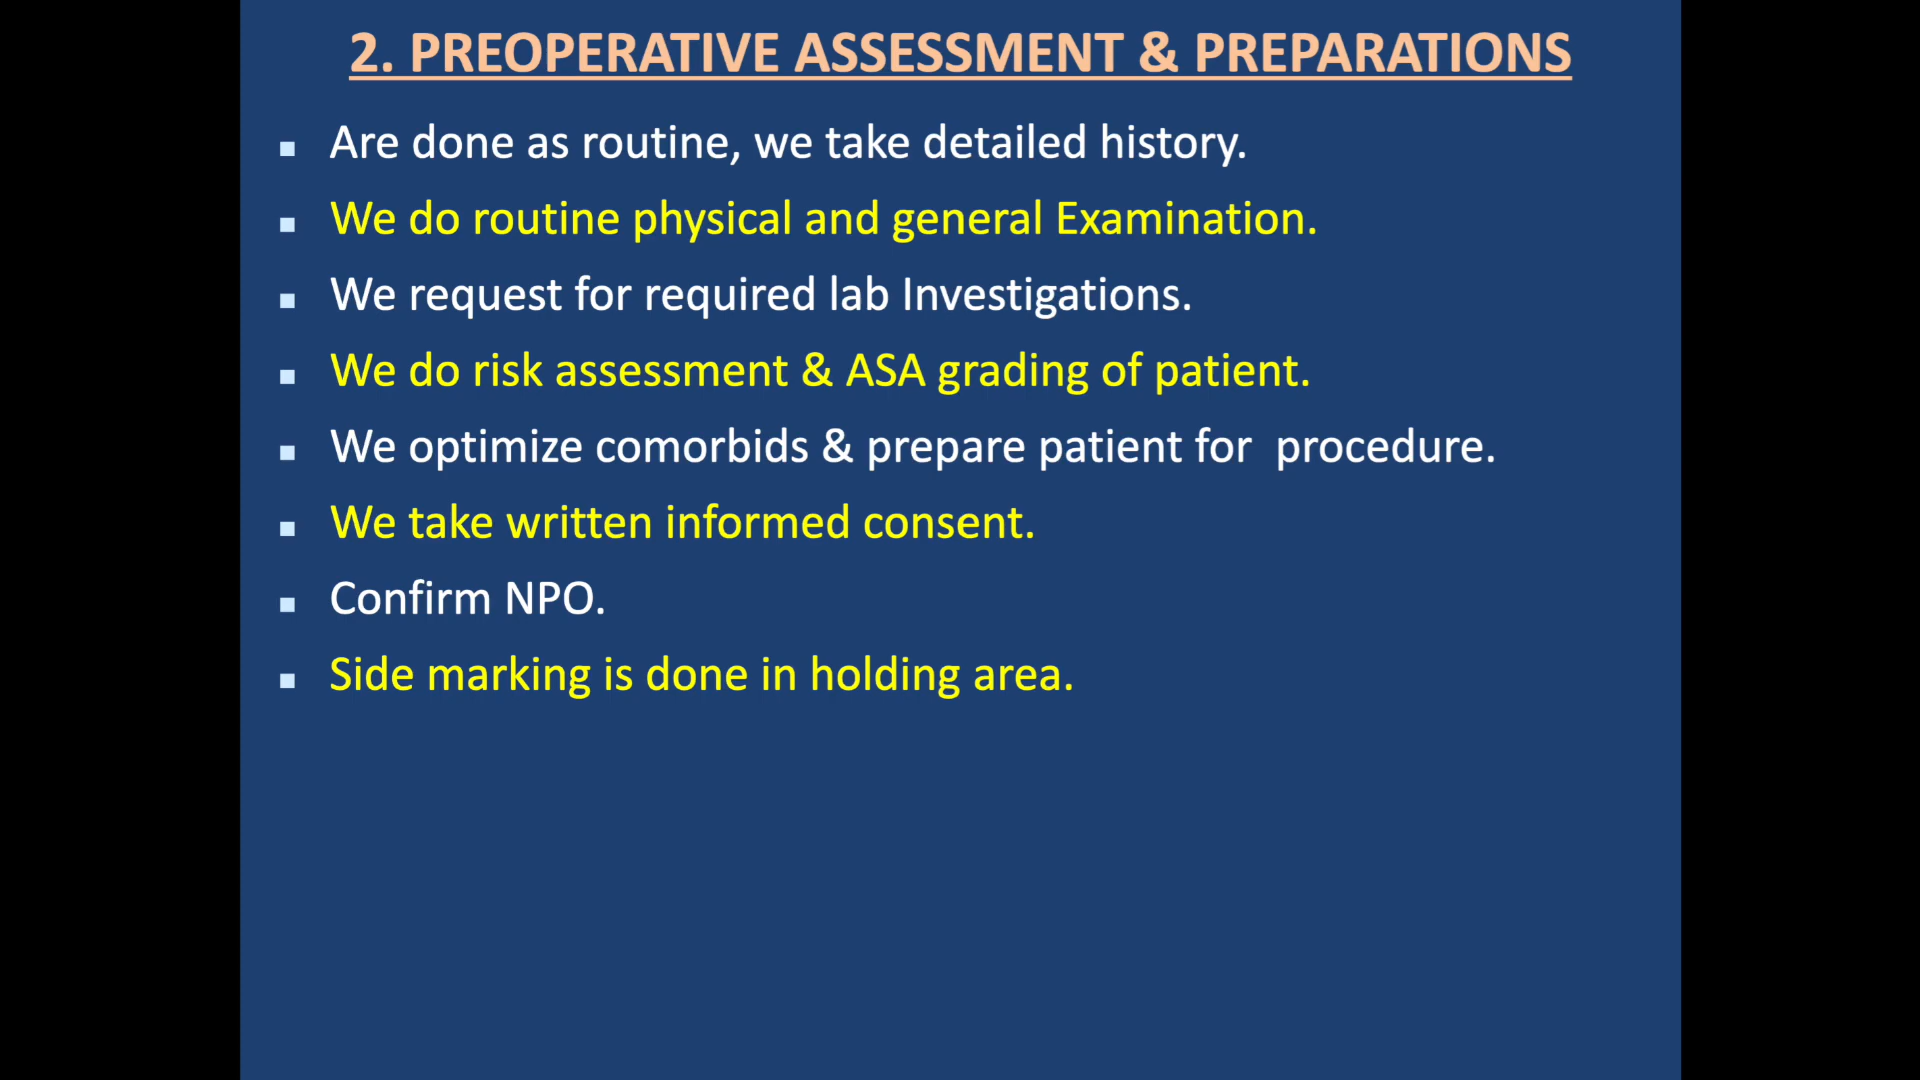 2. PREOPERATIVE ASSESSMENT & PREPARATIONS
▪ Are done as routine, we take detailed history.
▪ We do routine physical and general Examination.
▪ We request for required lab Investigations.
▪ We do risk assessment & ASA grading of patient.
▪ We optimize comorbids & prepare patient for  procedure.
▪ We take written informed consent.
▪ Confirm NPO.
▪ Side marking is done in holding area.